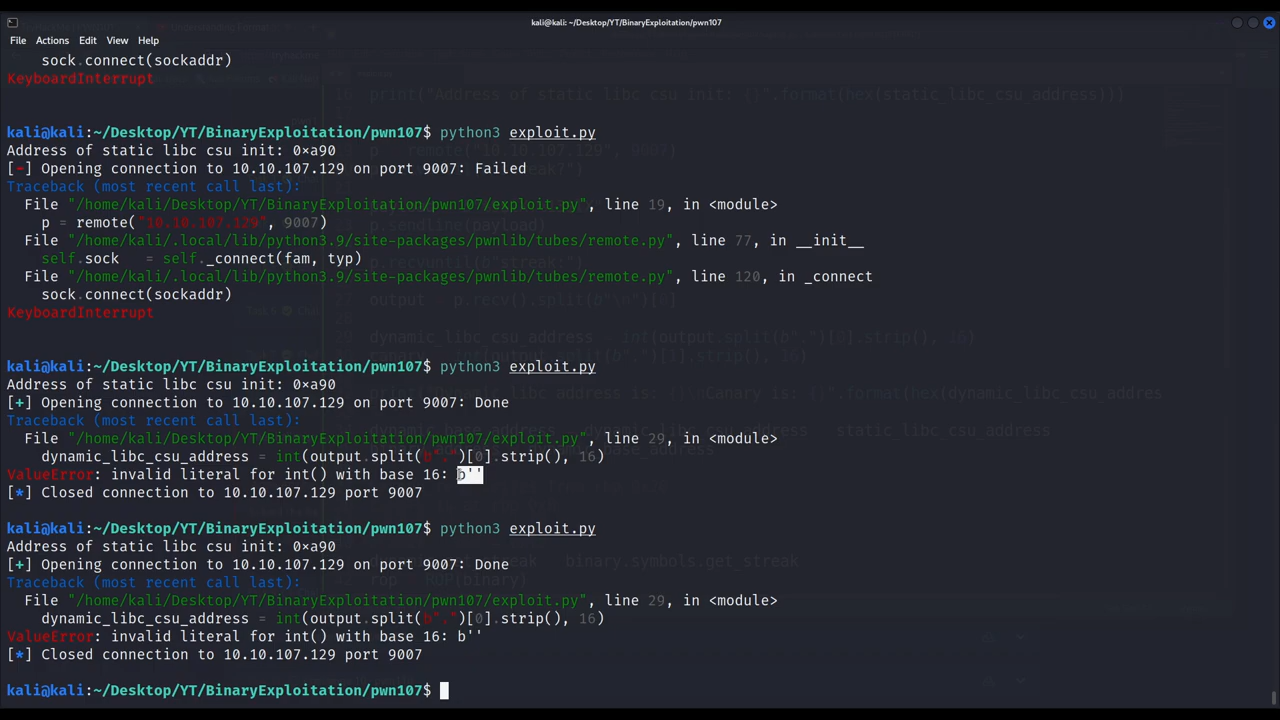 kali@kali: ~/Desktop/YT/BinaryExploitation/pwn107
File Actions Edit View Help
sock.connect(sockaddr)
KeyboardInterrupt
kali@kali:~/Desktop/YT/BinaryExploitation/pwn107$ python3 exploit.py
Address of static libc csu init: 0×a90
[-] Opening connection to 10.10.107.129 on port 9007: Failed
Traceback (most recent call last):
File "/home/kali/Desktop/YT/BinaryExploitation/pwn107/exploit.py", line 19, in <module>
p = remote("10.10.107.129", 9007)
File "/home/kali/.local/lib/python3.9/site-packages/pwnlib/tubes/remote.py", line 77, in __init__
self.sock = self._connect(fam, typ)
File "/home/kali/.local/lib/python3.9/site-packages/pwnlib/tubes/remote.py", line 120, in _connect
sock.connect(sockaddr)
KeyboardInterrupt
kali@kali:~/Desktop/YT/BinaryExploitation/pwn107$ python3 exploit.py
Address of static libc csu init: 0×a90
[+] Opening connection to 10.10.107.129 on port 9007: Done
Traceback (most recent call last):
File "/home/kali/Desktop/YT/BinaryExploitation/pwn107/exploit.py", line 29, in <module>
dynamic_libc_csu_address = int(output.split(b".")[0].strip(), 16)
ValueError: invalid literal for int() with base 16: b''
[*] Closed connection to 10.10.107.129 port 9007
kali@kali:~/Desktop/YT/BinaryExploitation/pwn107$ python3 exploit.py
Address of static libc csu init: 0×a90
[+] Opening connection to 10.10.107.129 on port 9007: Done
Traceback (most recent call last):
File "/home/kali/Desktop/YT/BinaryExploitation/pwn107/exploit.py", line 29, in <module>
dynamic_libc_csu_address = int(output.split(b".")[0].strip(), 16)
ValueError: invalid literal for int() with base 16: b''
[*] Closed connection to 10.10.107.129 port 9007
kali@kali:~/Desktop/YT/BinaryExploitation/pwn107$